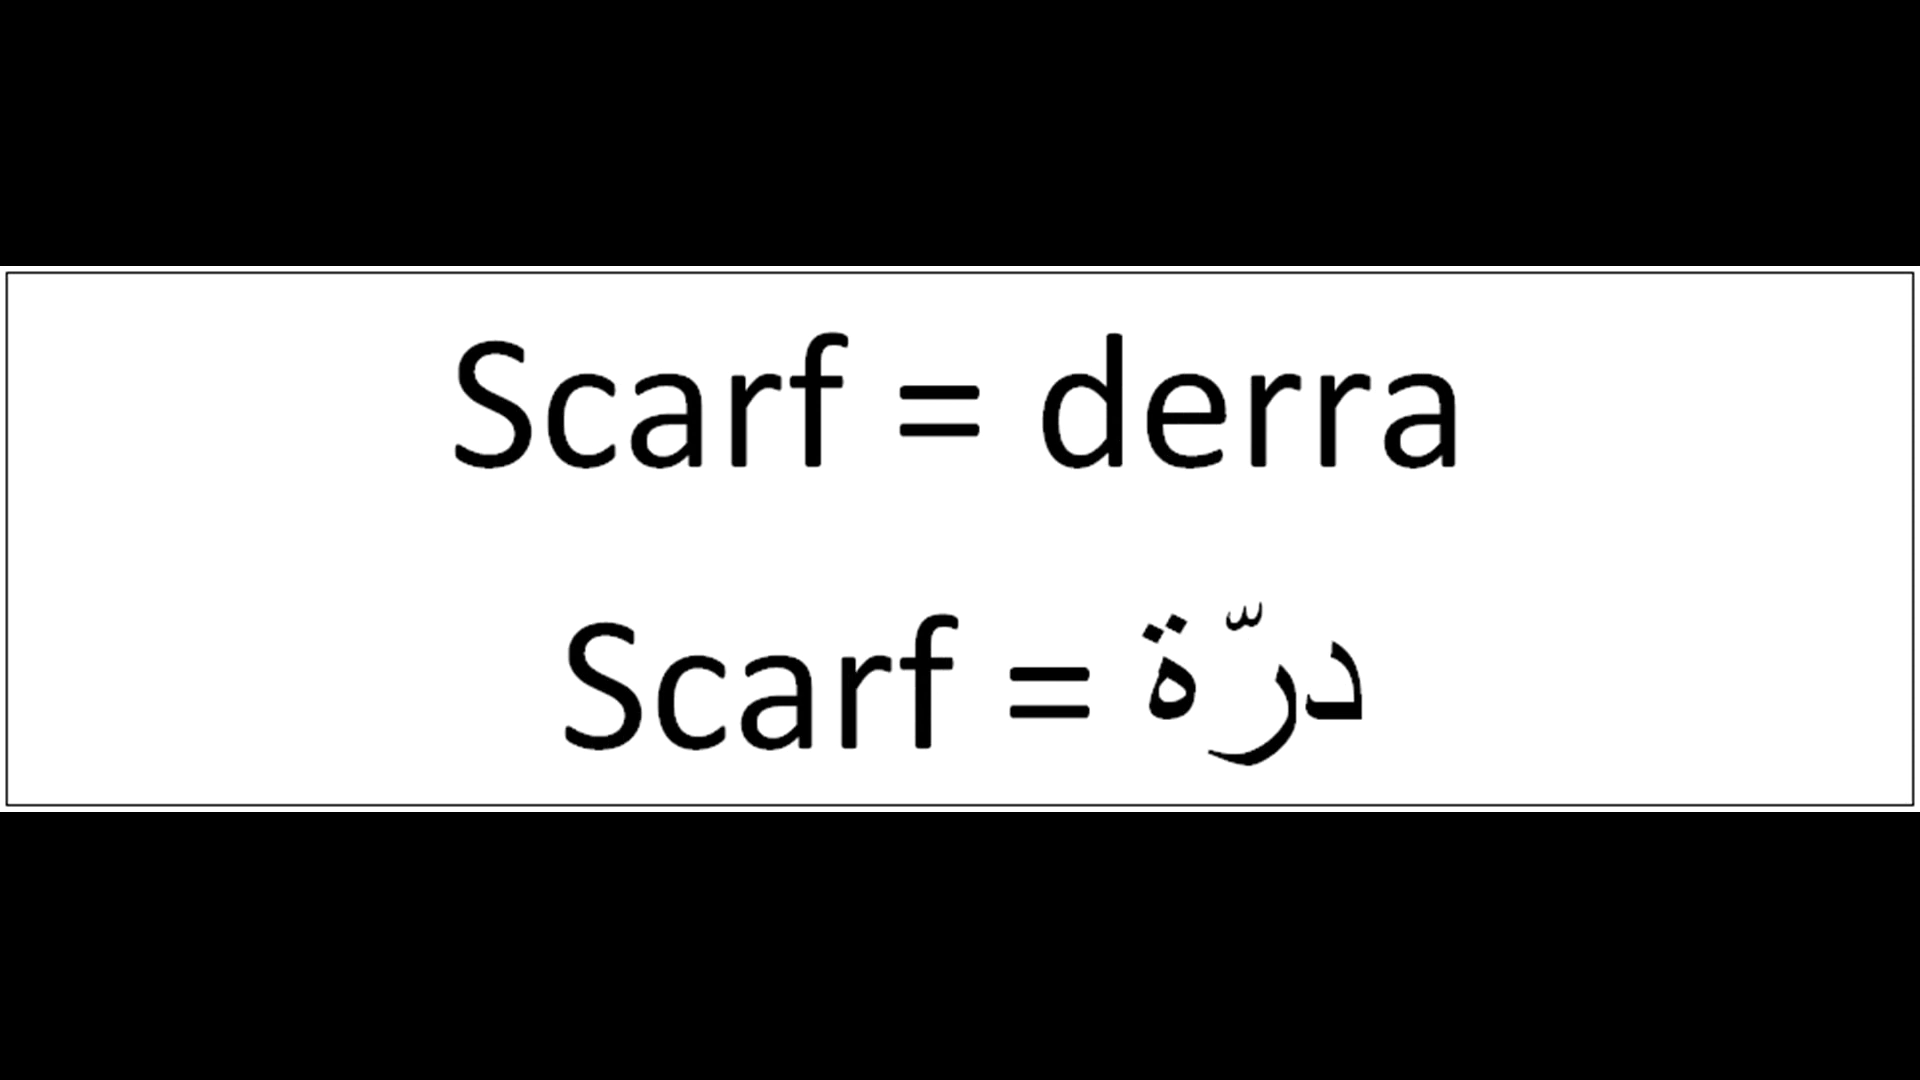 Scarf = derra
Scarf = درّة